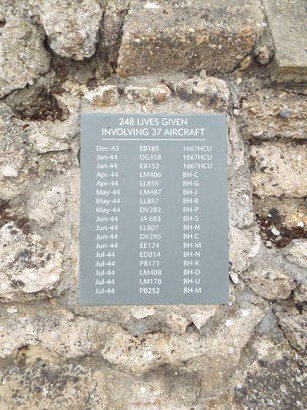 248 LIVES GIVEN
INVOLVING 37 AIRCRAFT
Dec-43 EB185 1667HCU
Jan-44 DG358 1667HCU
Jan-44 EB152 1667HCU
Apr-44 LM486 BH-C
Apr-44 LL855 BH-G
May-44 LM487 BH-J
May-44 LL857 BH-B
May-44 DV282 BH-P
Jun-44 JA 683 BH-S
Jun-44 LL807 BH-N
Jun-44 DV286 BH-C
Jun-44 EE124 BH-M
Jul-44 ED814 BH-N
Jul-44 PB171 BH-K
Jul-44 LM488 BH-D
Jul-44 LM178 BH-U
Jul-44 PB252 BH-M